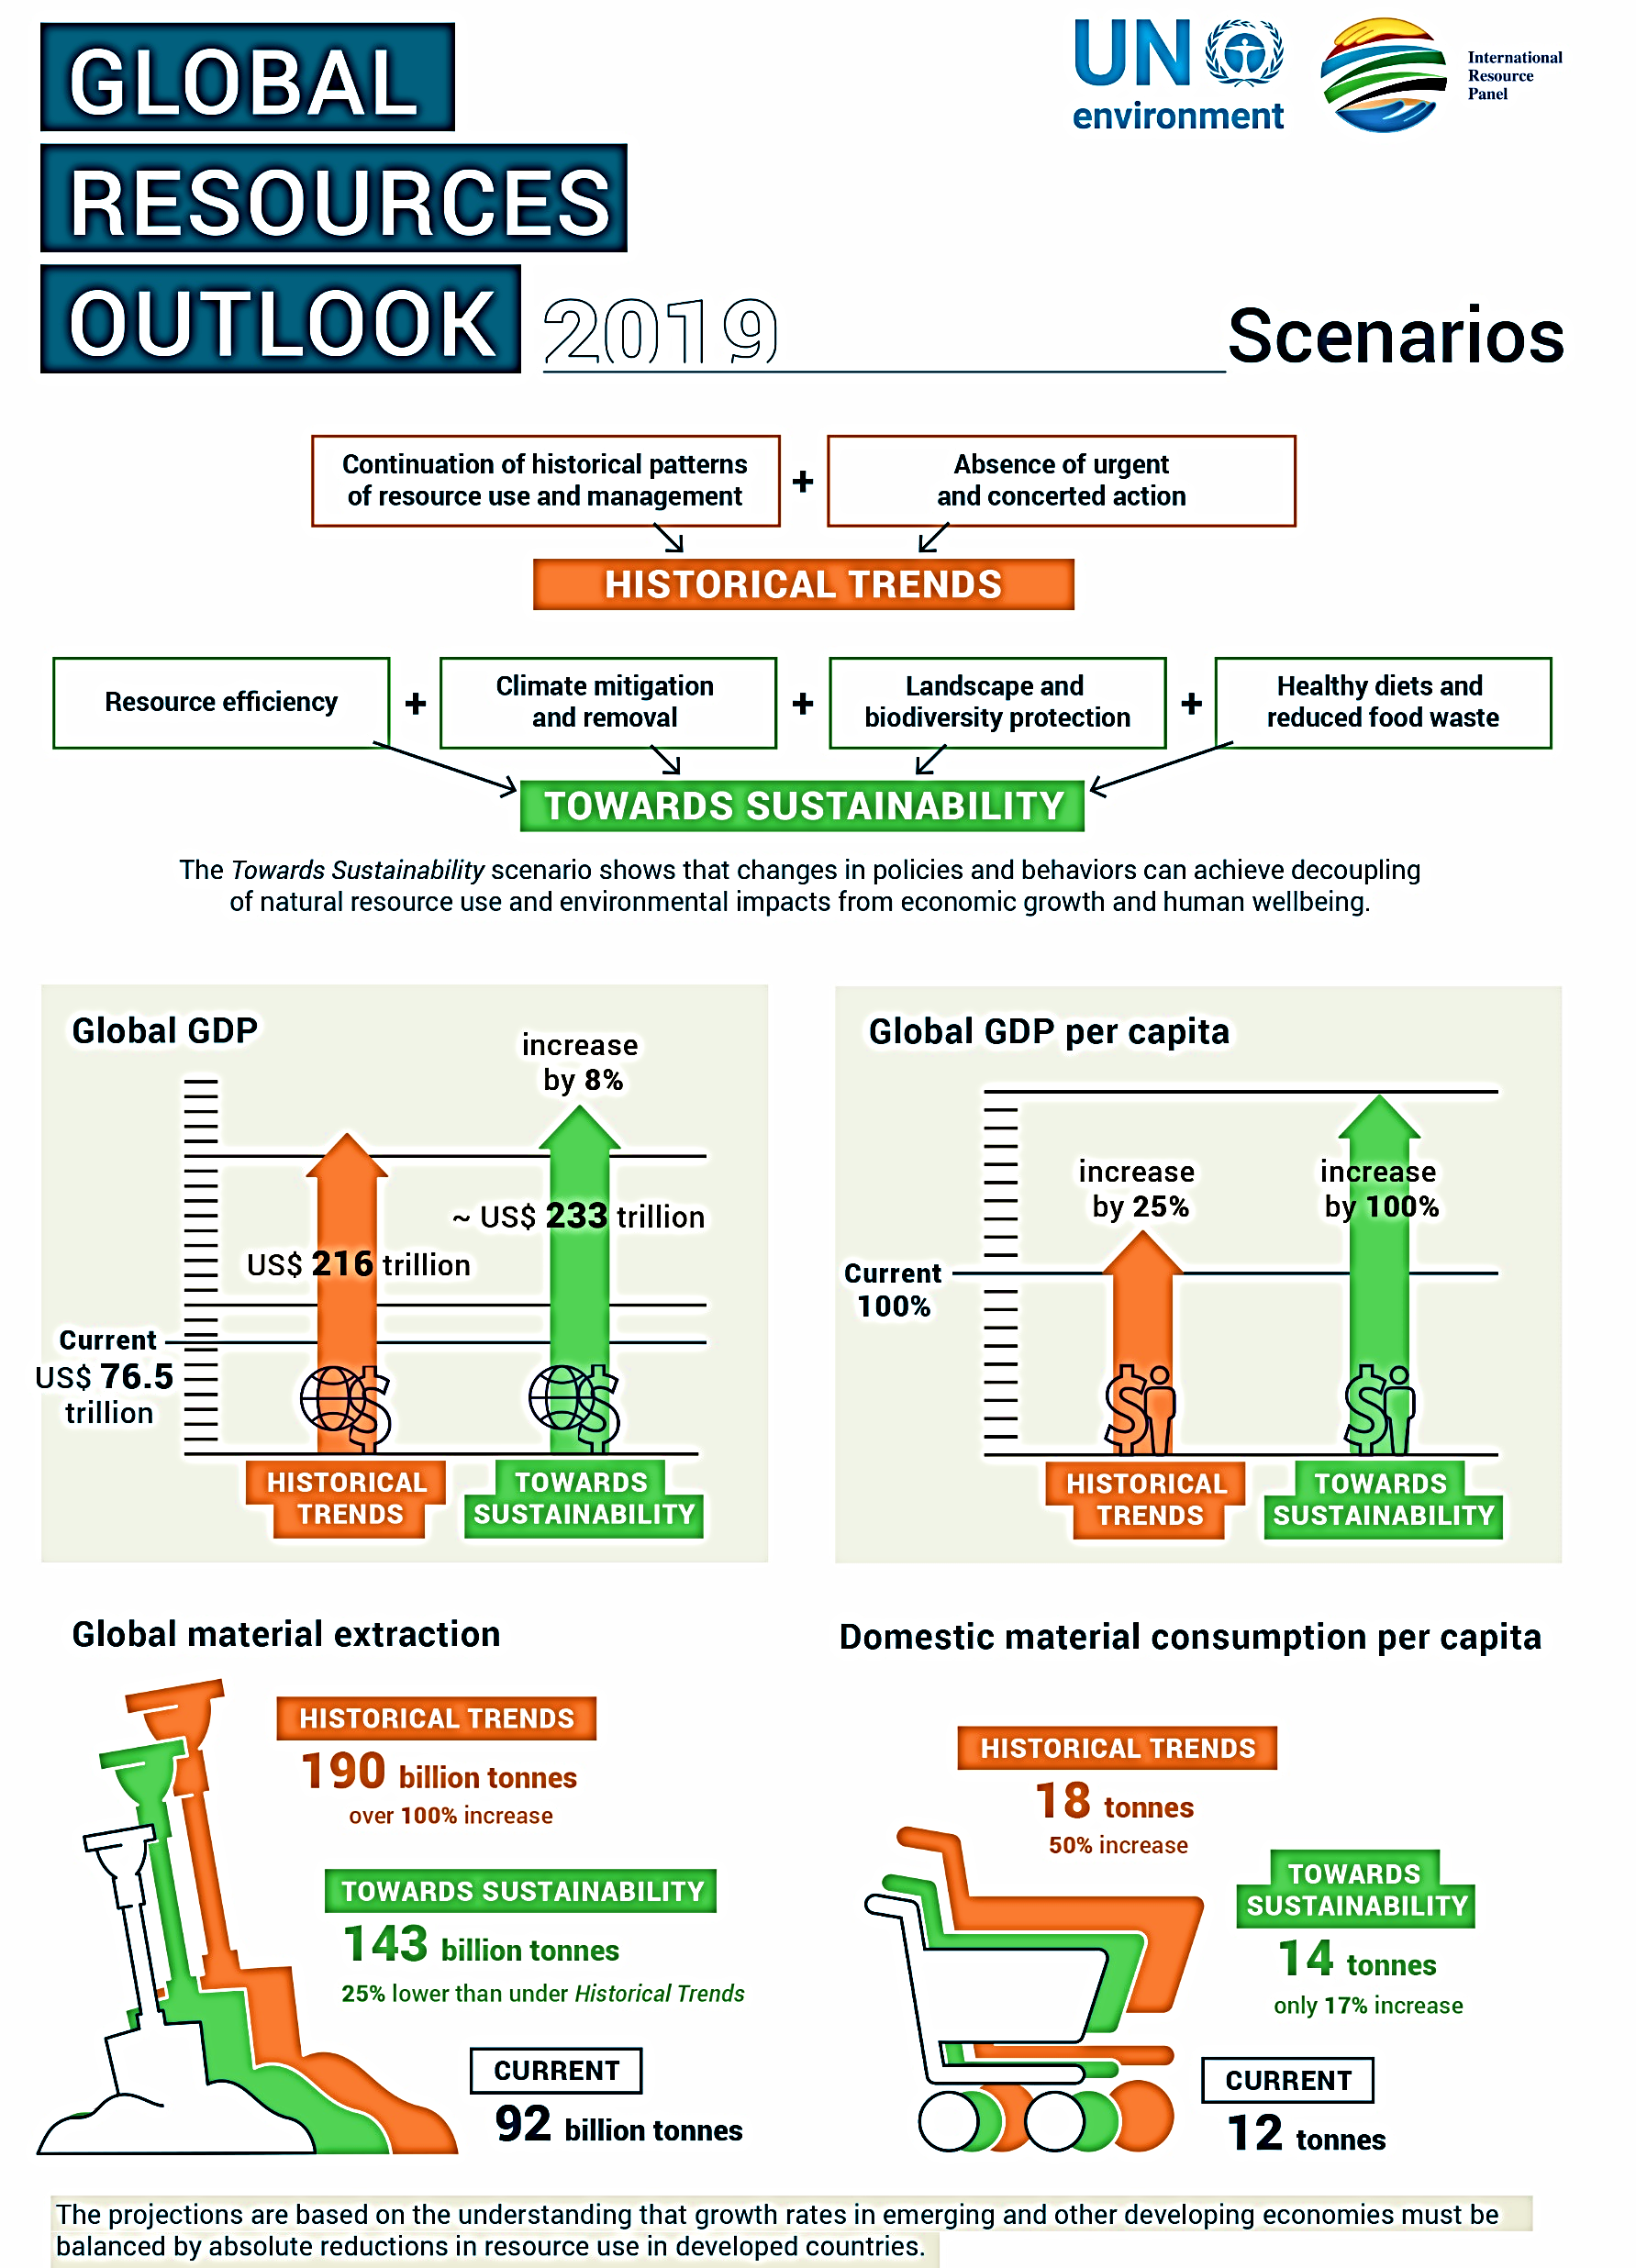 GLOBAL
RESOURCES
OUTLOOK 2019
UN
environment
International
Resource
Panel
Scenarios
Continuation of historical patterns
of resource use and management
+
Absence of urgent
and concerted action
HISTORICAL TRENDS
Resource efficiency
+
Climate mitigation
and removal
+
Landscape and
biodiversity protection
+
Healthy diets and
reduced food waste
TOWARDS SUSTAINABILITY
The Towards Sustainability scenario shows that changes in policies and behaviors can achieve decoupling
of natural resource use and environmental impacts from economic growth and human wellbeing.
Global GDP
increase
by 8%
~ US$ 233 trillion
US$ 216 trillion
Current
US$ 76.5
trillion
HISTORICAL
TRENDS
TOWARDS
SUSTAINABILITY
Global GDP per capita
increase
by 25%
increase
by 100%
Current
100%
HISTORICAL
TRENDS
TOWARDS
SUSTAINABILITY
Global material extraction
HISTORICAL TRENDS
190 billion tonnes
over 100% increase
TOWARDS SUSTAINABILITY
143 billion tonnes
25% lower than under Historical Trends
CURRENT
92 billion tonnes
Domestic material consumption per capita
HISTORICAL TRENDS
18 tonnes
50% increase
TOWARDS
SUSTAINABILITY
14 tonnes
only 17% increase
CURRENT
12 tonnes
The projections are based on the understanding that growth rates in emerging and other developing economies must be
balanced by absolute reductions in resource use in developed countries.